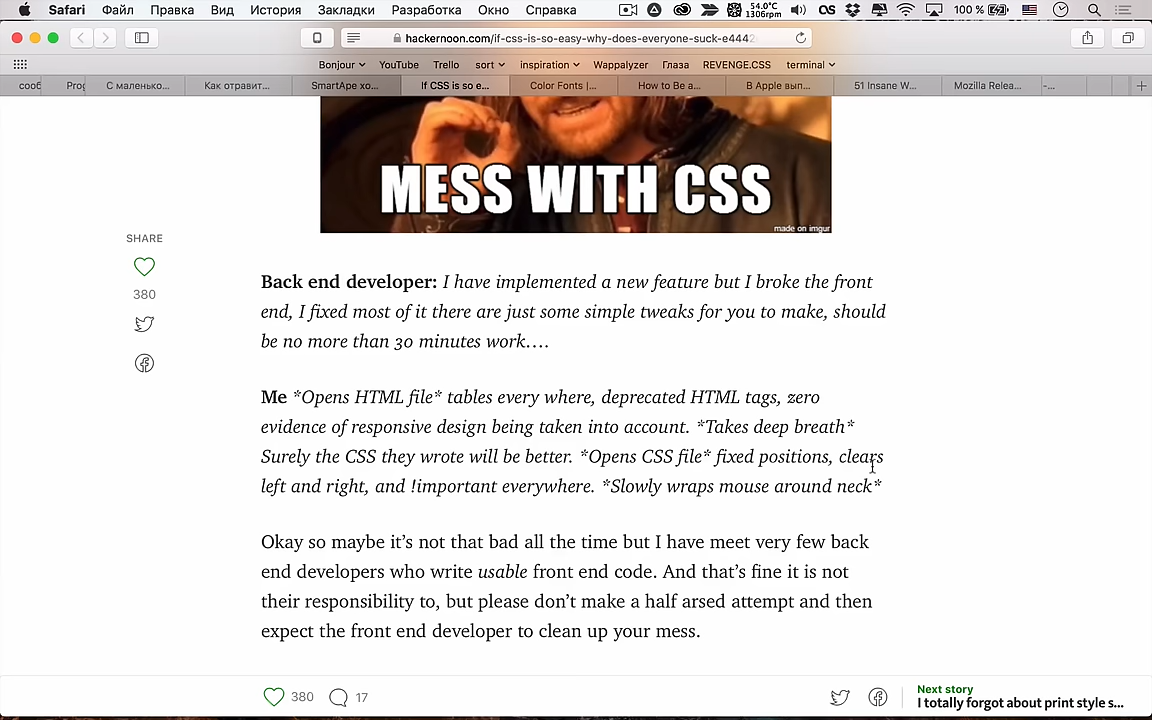 Safari Файл Правка Вид История Закладки Разработка Окно Справка 54.0°C 1306rpm 100 %
hackernoon.com/if-css-is-so-easy-why-does-everyone-suck-e4442
Bonjour YouTube Trello sort inspiration Wappalyzer Глаза REVENGE.CSS terminal
сооб Prog С маленько... Как отравит... SmartApe хо... If CSS is so e... Color Fonts |... How to Be a... В Apple вып... 51 Insane W... Mozilla Relea... -...
MESS WITH CSS
made on imgur
SHARE
380
Back end developer: I have implemented a new feature but I broke the front
end, I fixed most of it there are just some simple tweaks for you to make, should
be no more than 30 minutes work….
Me *Opens HTML file* tables every where, deprecated HTML tags, zero
evidence of responsive design being taken into account. *Takes deep breath*
Surely the CSS they wrote will be better. *Opens CSS file* fixed positions, clears
left and right, and !important everywhere. *Slowly wraps mouse around neck*
Okay so maybe it’s not that bad all the time but I have meet very few back
end developers who write usable front end code. And that’s fine it is not
their responsibility to, but please don’t make a half arsed attempt and then
expect the front end developer to clean up your mess.
380 17
Next story
I totally forgot about print style s...